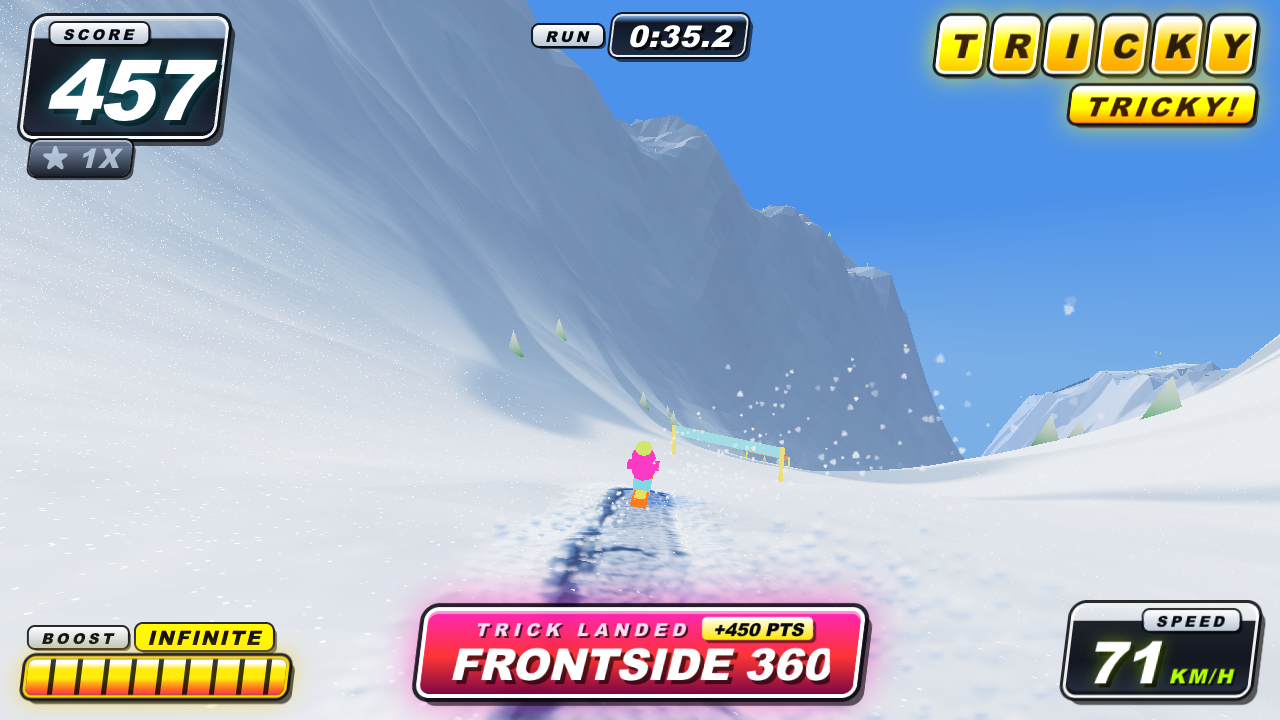 SCORE
457
★ 1X
RUN 0:35.2
TRICKY
TRICKY!
BOOST INFINITE
TRICK LANDED +450 PTS
FRONTSIDE 360
SPEED
71 KM/H